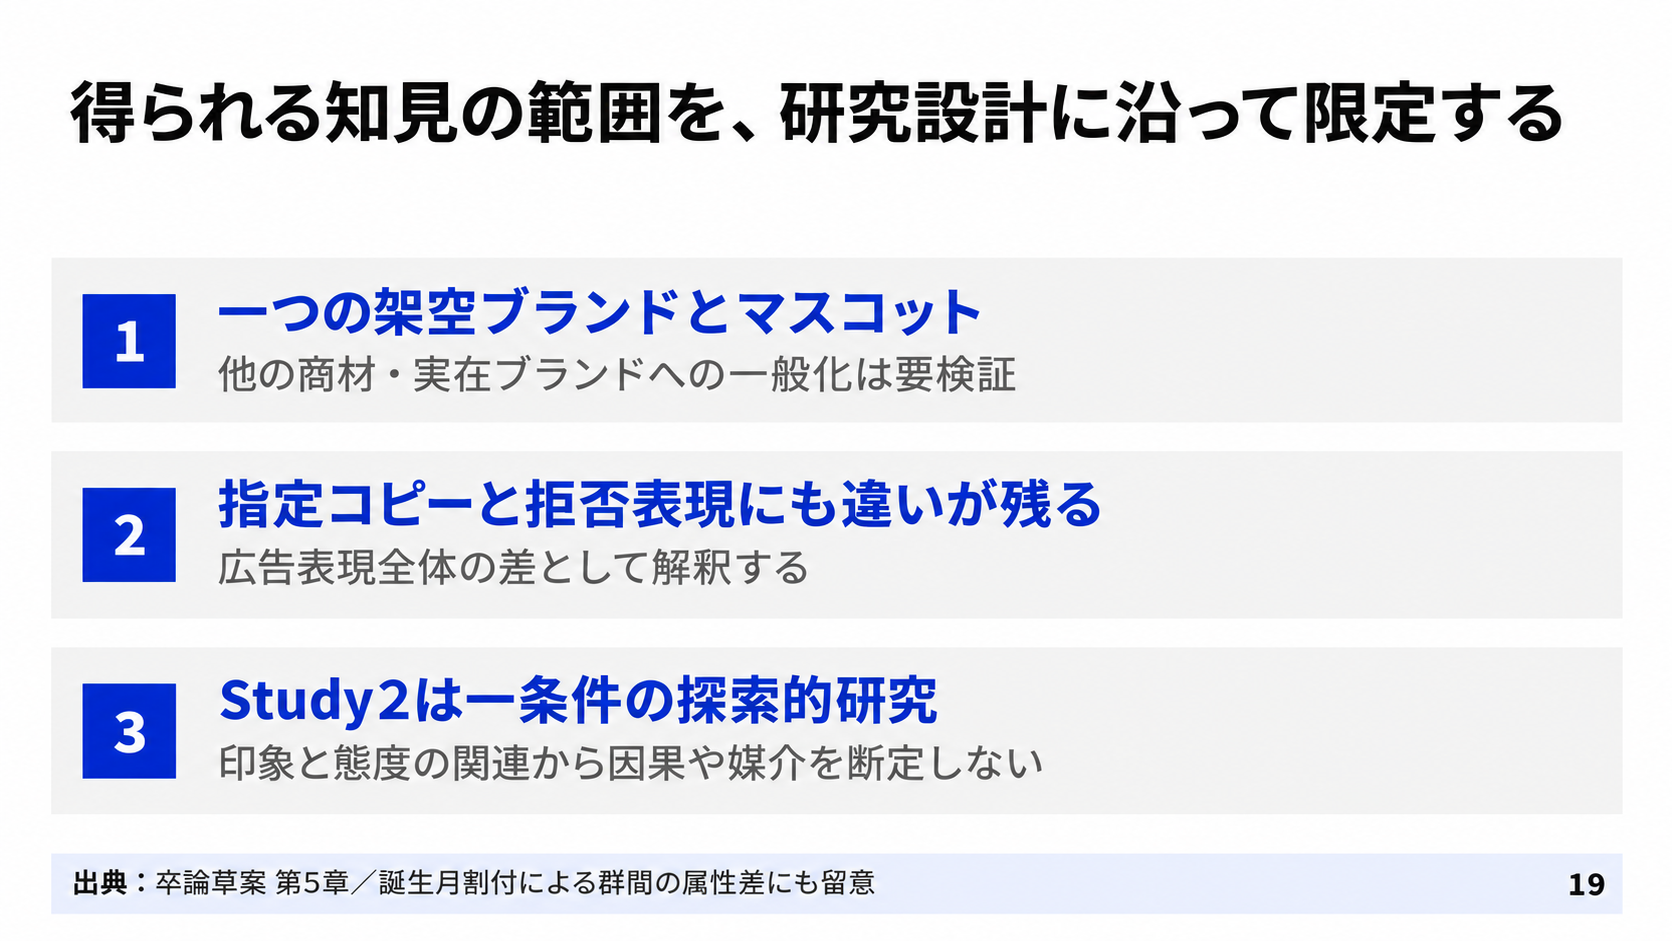 得られる知見の範囲を、研究設計に沿って限定する
1
一つの架空ブランドとマスコット
他の商材・実在ブランドへの一般化は要検証
2
指定コピーと拒否表現にも違いが残る
広告表現全体の差として解釈する
3
Study2は一条件の探索的研究
印象と態度の関連から因果や媒介を断定しない
出典：卒論草案 第5章／誕生月割付による群間の属性差にも留意
19